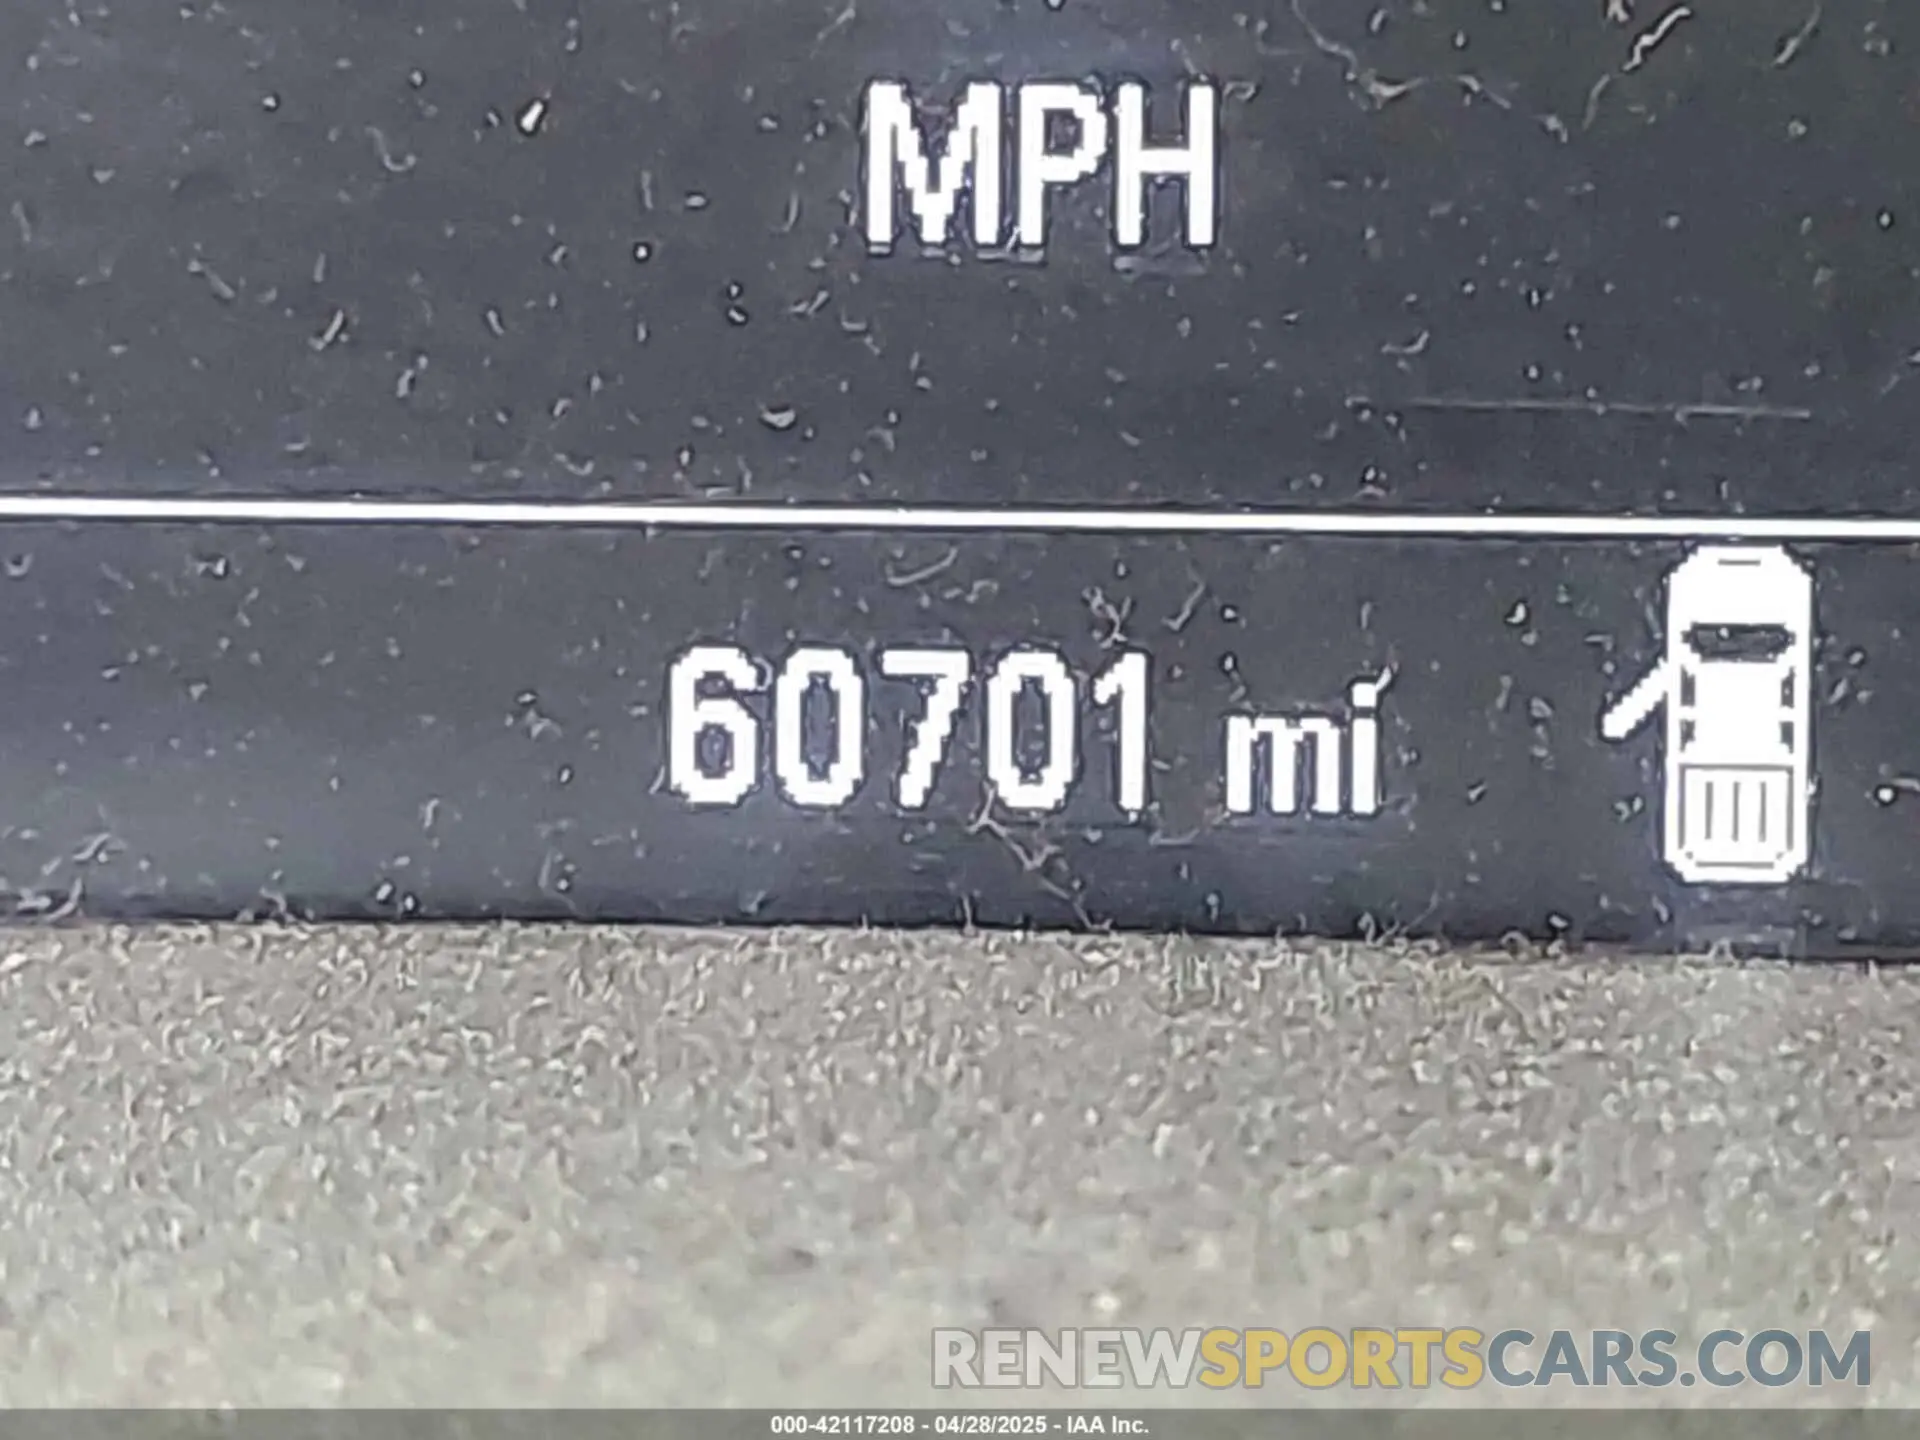 MPH
60701 mi
RENEWSPORTSCARS.COM
000-42117208 - 04/28/2025 - IAA Inc.